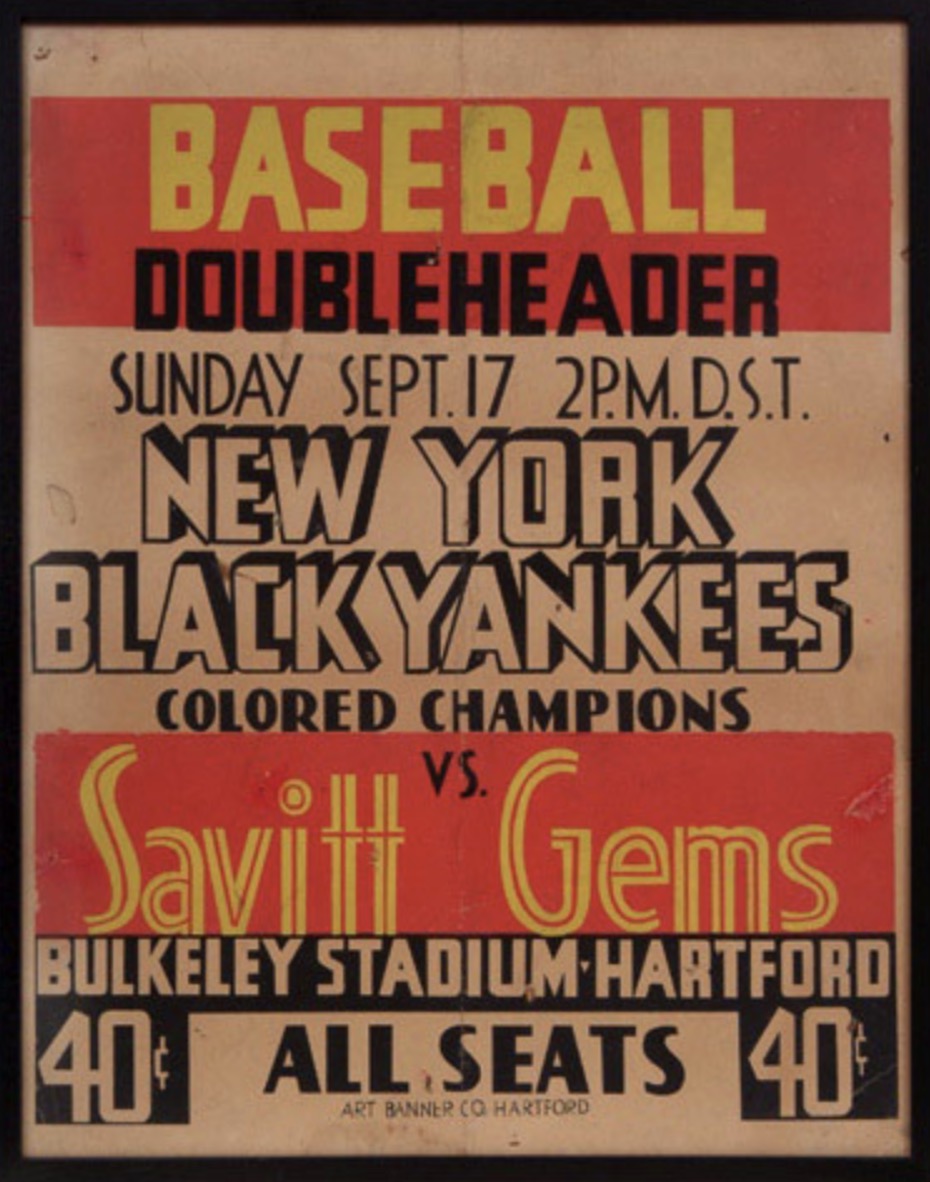 BASEBALL
DOUBLEHEADER
SUNDAY SEPT. 17 2P.M. D.S.T.
NEW YORK
BLACK YANKEES
COLORED CHAMPIONS
VS.
Savitt Gems
BULKELEY STADIUM·HARTFORD
40¢ ALL SEATS 40¢
ART BANNER CO. HARTFORD